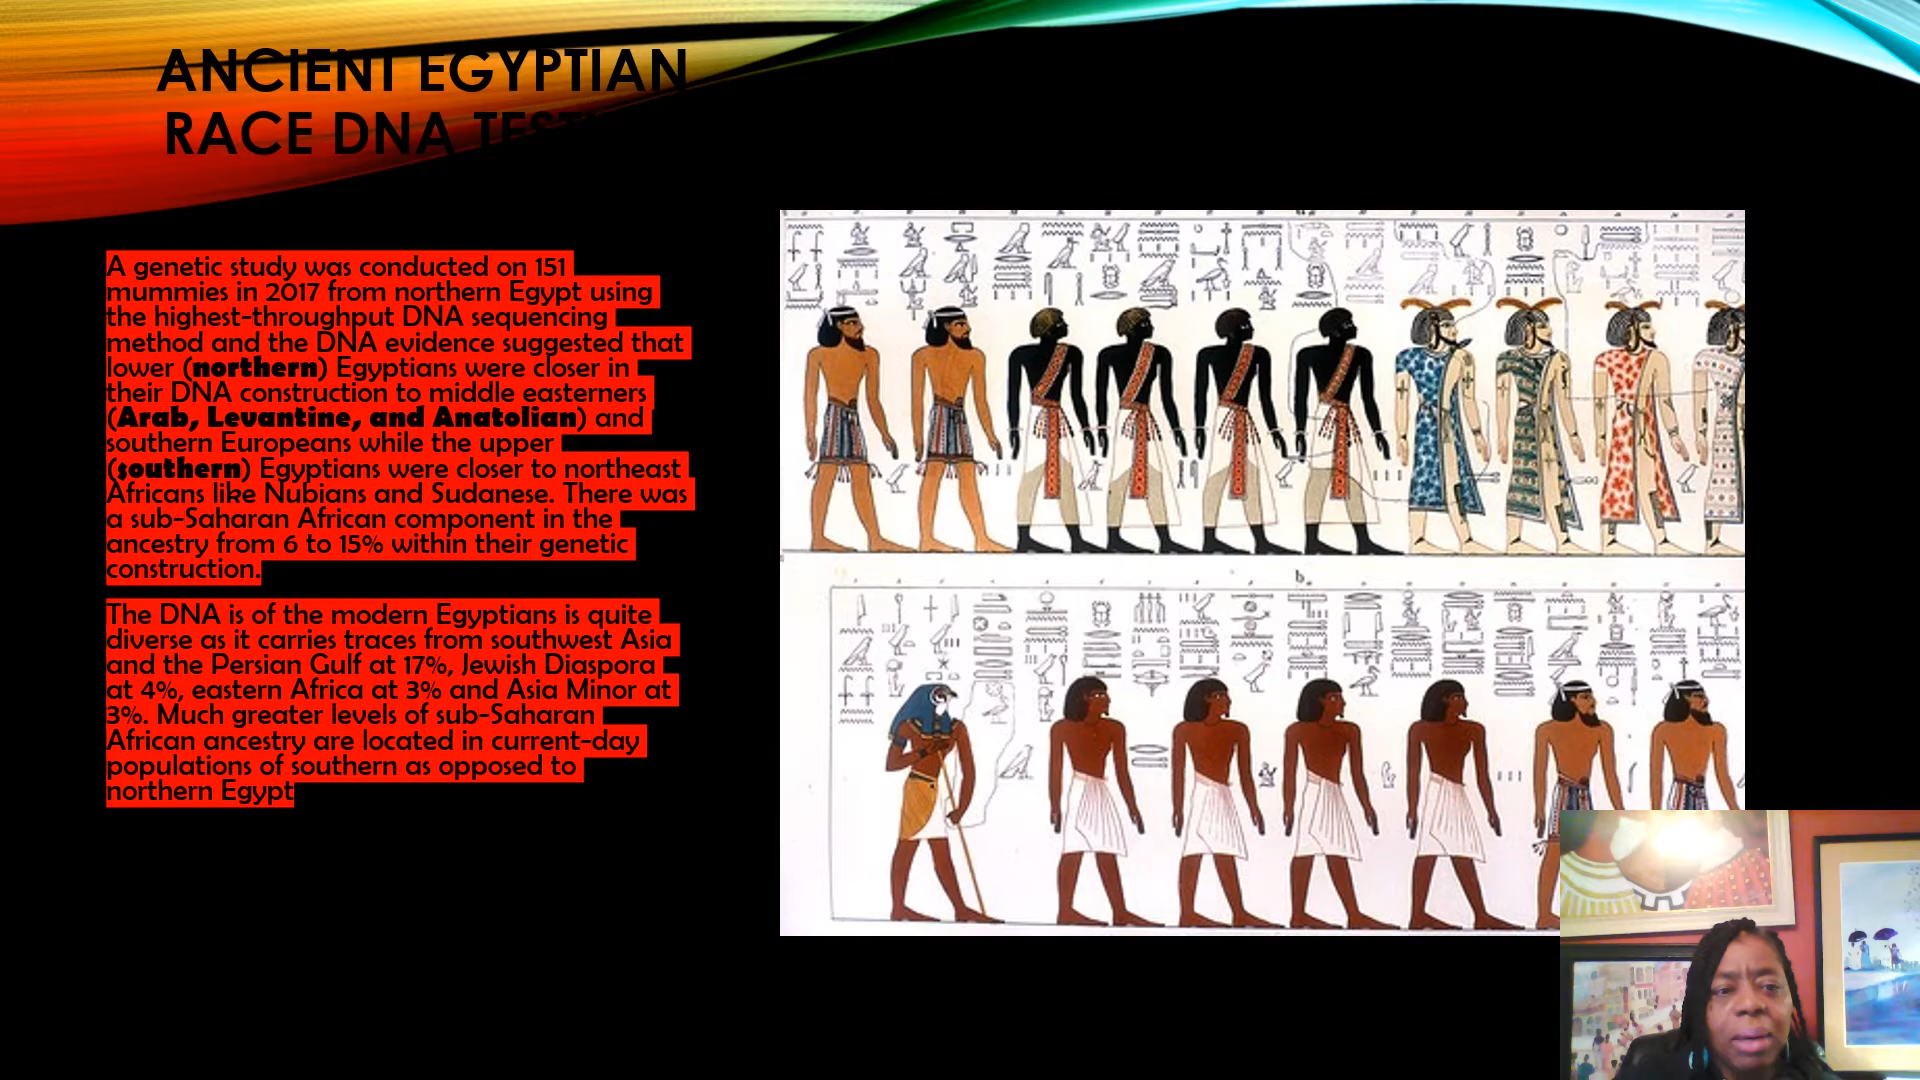 ANCIENT EGYPTIAN
RACE DNA TESTING
A genetic study was conducted on 151
mummies in 2017 from northern Egypt using
the highest-throughput DNA sequencing
method and the DNA evidence suggested that
lower (northern) Egyptians were closer in
their DNA construction to middle easterners
(Arab, Levantine, and Anatolian) and
southern Europeans while the upper
(southern) Egyptians were closer to northeast
Africans like Nubians and Sudanese. There was
a sub-Saharan African component in the
ancestry from 6 to 15% within their genetic
construction.
The DNA is of the modern Egyptians is quite
diverse as it carries traces from southwest Asia
and the Persian Gulf at 17%, Jewish Diaspora
at 4%, eastern Africa at 3% and Asia Minor at
3%. Much greater levels of sub-Saharan
African ancestry are located in current-day
populations of southern as opposed to
northern Egypt
b